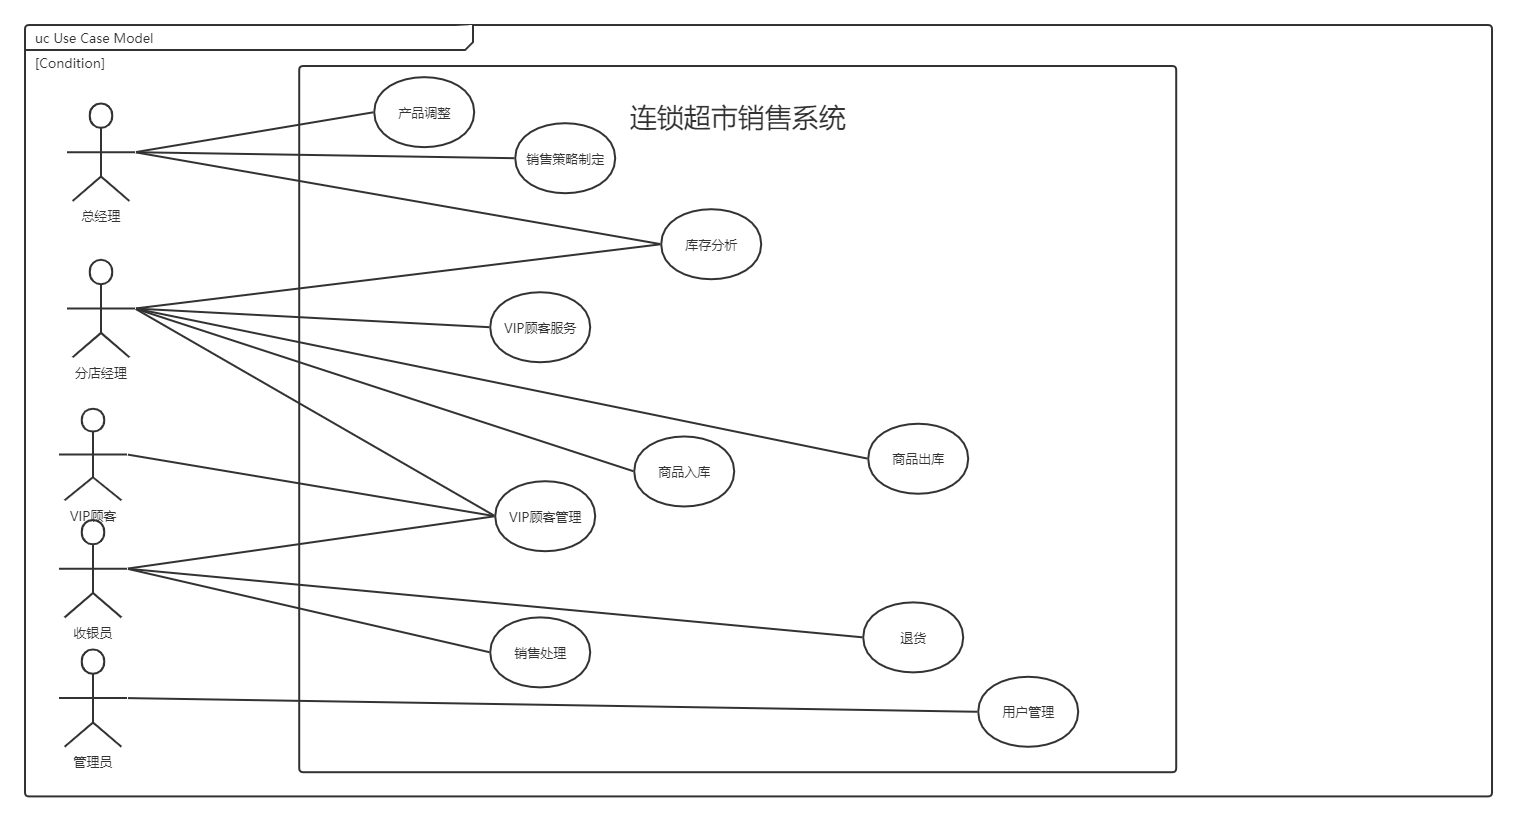 uc Use Case Model
[Condition]
连锁超市销售系统
产品调整
销售策略制定
总经理
库存分析
VIP顾客服务
分店经理
商品出库
商品入库
VIP顾客
VIP顾客管理
收银员
退货
销售处理
用户管理
管理员